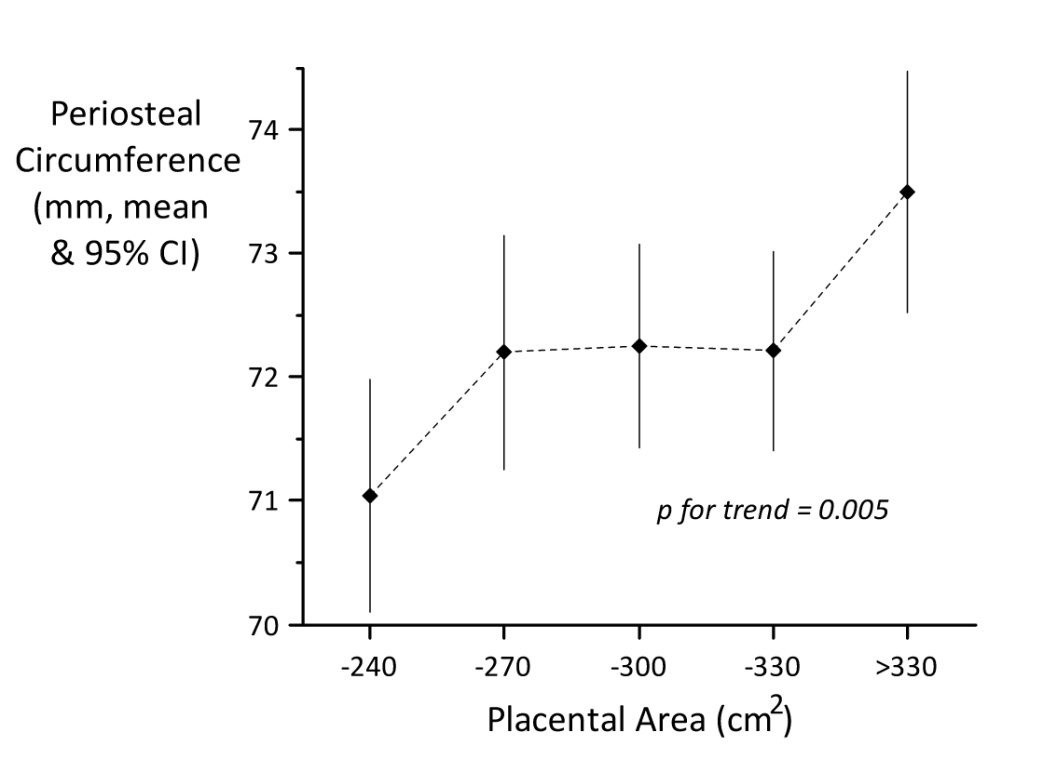 Periosteal
Circumference
(mm, mean
& 95% CI)
74
73
72
71
70
p for trend = 0.005
-240 -270 -300 -330 >330
Placental Area (cm²)